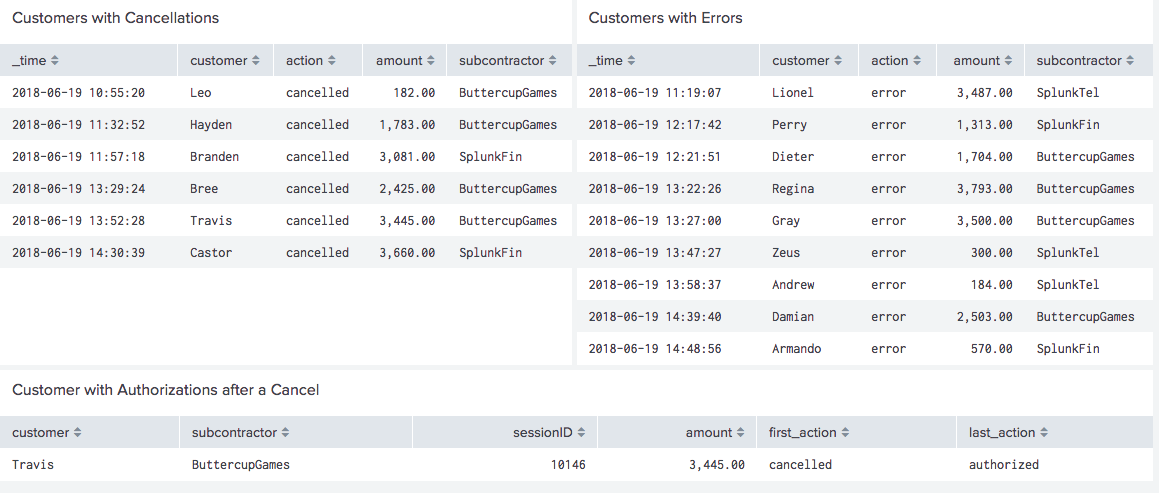 Customers with Cancellations
_time customer action amount subcontractor
2018-06-19 10:55:20 Leo cancelled 182.00 ButtercupGames
2018-06-19 11:32:52 Hayden cancelled 1,783.00 ButtercupGames
2018-06-19 11:57:18 Branden cancelled 3,081.00 SplunkFin
2018-06-19 13:29:24 Bree cancelled 2,425.00 ButtercupGames
2018-06-19 13:52:28 Travis cancelled 3,445.00 ButtercupGames
2018-06-19 14:30:39 Castor cancelled 3,660.00 SplunkFin
Customers with Errors
_time customer action amount subcontractor
2018-06-19 11:19:07 Lionel error 3,487.00 SplunkTel
2018-06-19 12:17:42 Perry error 1,313.00 SplunkFin
2018-06-19 12:21:51 Dieter error 1,704.00 ButtercupGames
2018-06-19 13:22:26 Regina error 3,793.00 ButtercupGames
2018-06-19 13:27:00 Gray error 3,500.00 ButtercupGames
2018-06-19 13:47:27 Zeus error 300.00 SplunkTel
2018-06-19 13:58:37 Andrew error 184.00 SplunkTel
2018-06-19 14:39:40 Damian error 2,503.00 ButtercupGames
2018-06-19 14:48:56 Armando error 570.00 SplunkFin
Customer with Authorizations after a Cancel
customer subcontractor sessionID amount first_action last_action
Travis ButtercupGames 10146 3,445.00 cancelled authorized